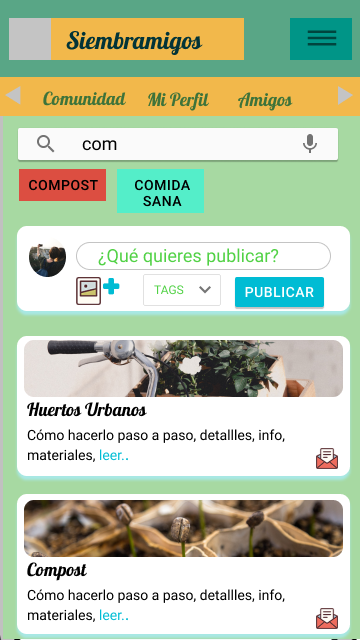 Siembramigos
Comunidad Mi Perfil Amigos
com
COMPOST
COMIDA
SANA
¿Qué quieres publicar?
TAGS
PUBLICAR
Huertos Urbanos
Cómo hacerlo paso a paso, detallles, info,
materiales, leer..
Compost
Cómo hacerlo paso a paso, detallles, info,
materiales, leer..